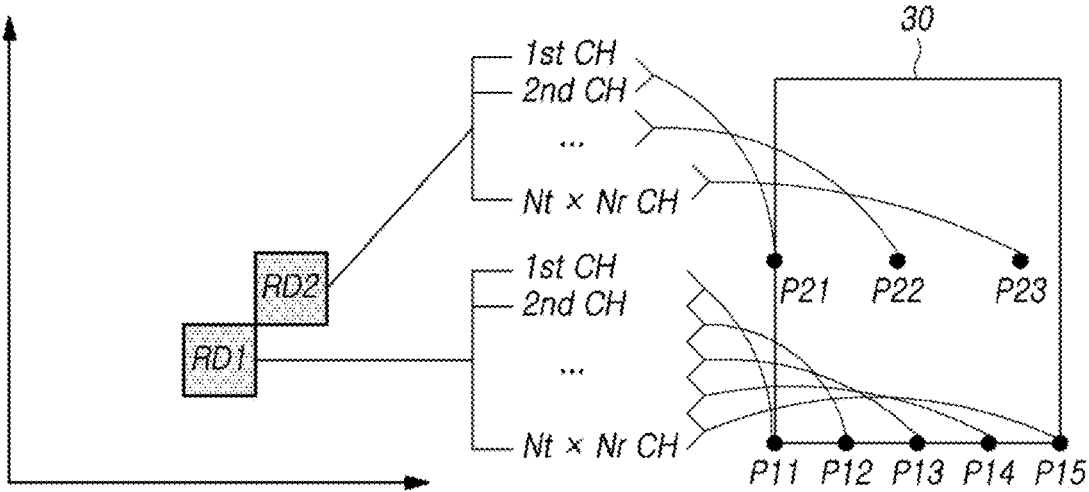 30
1st CH
2nd CH
...
Nt × Nr CH
RD2
P21 P22 P23
1st CH
2nd CH
RD1
...
Nt × Nr CH
P11 P12 P13 P14 P15